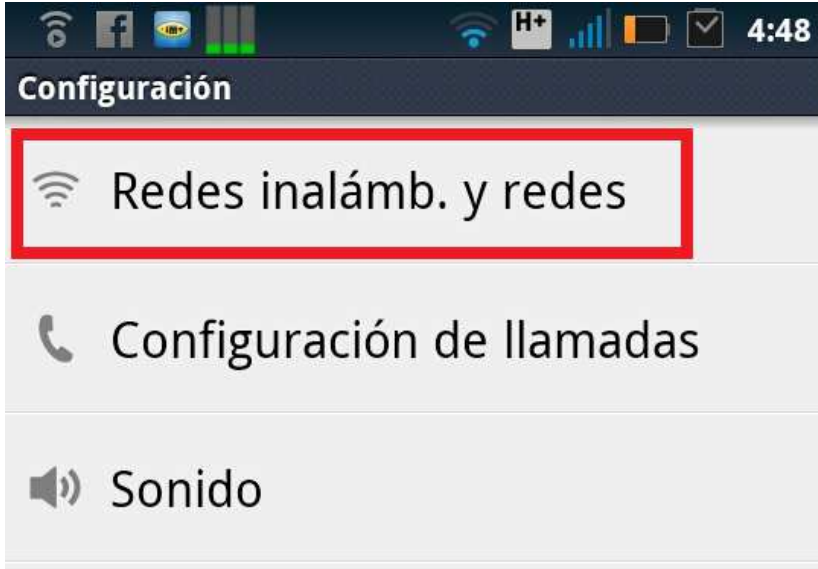 H+ 4:48
Configuración
Redes inalámb. y redes
Configuración de llamadas
Sonido